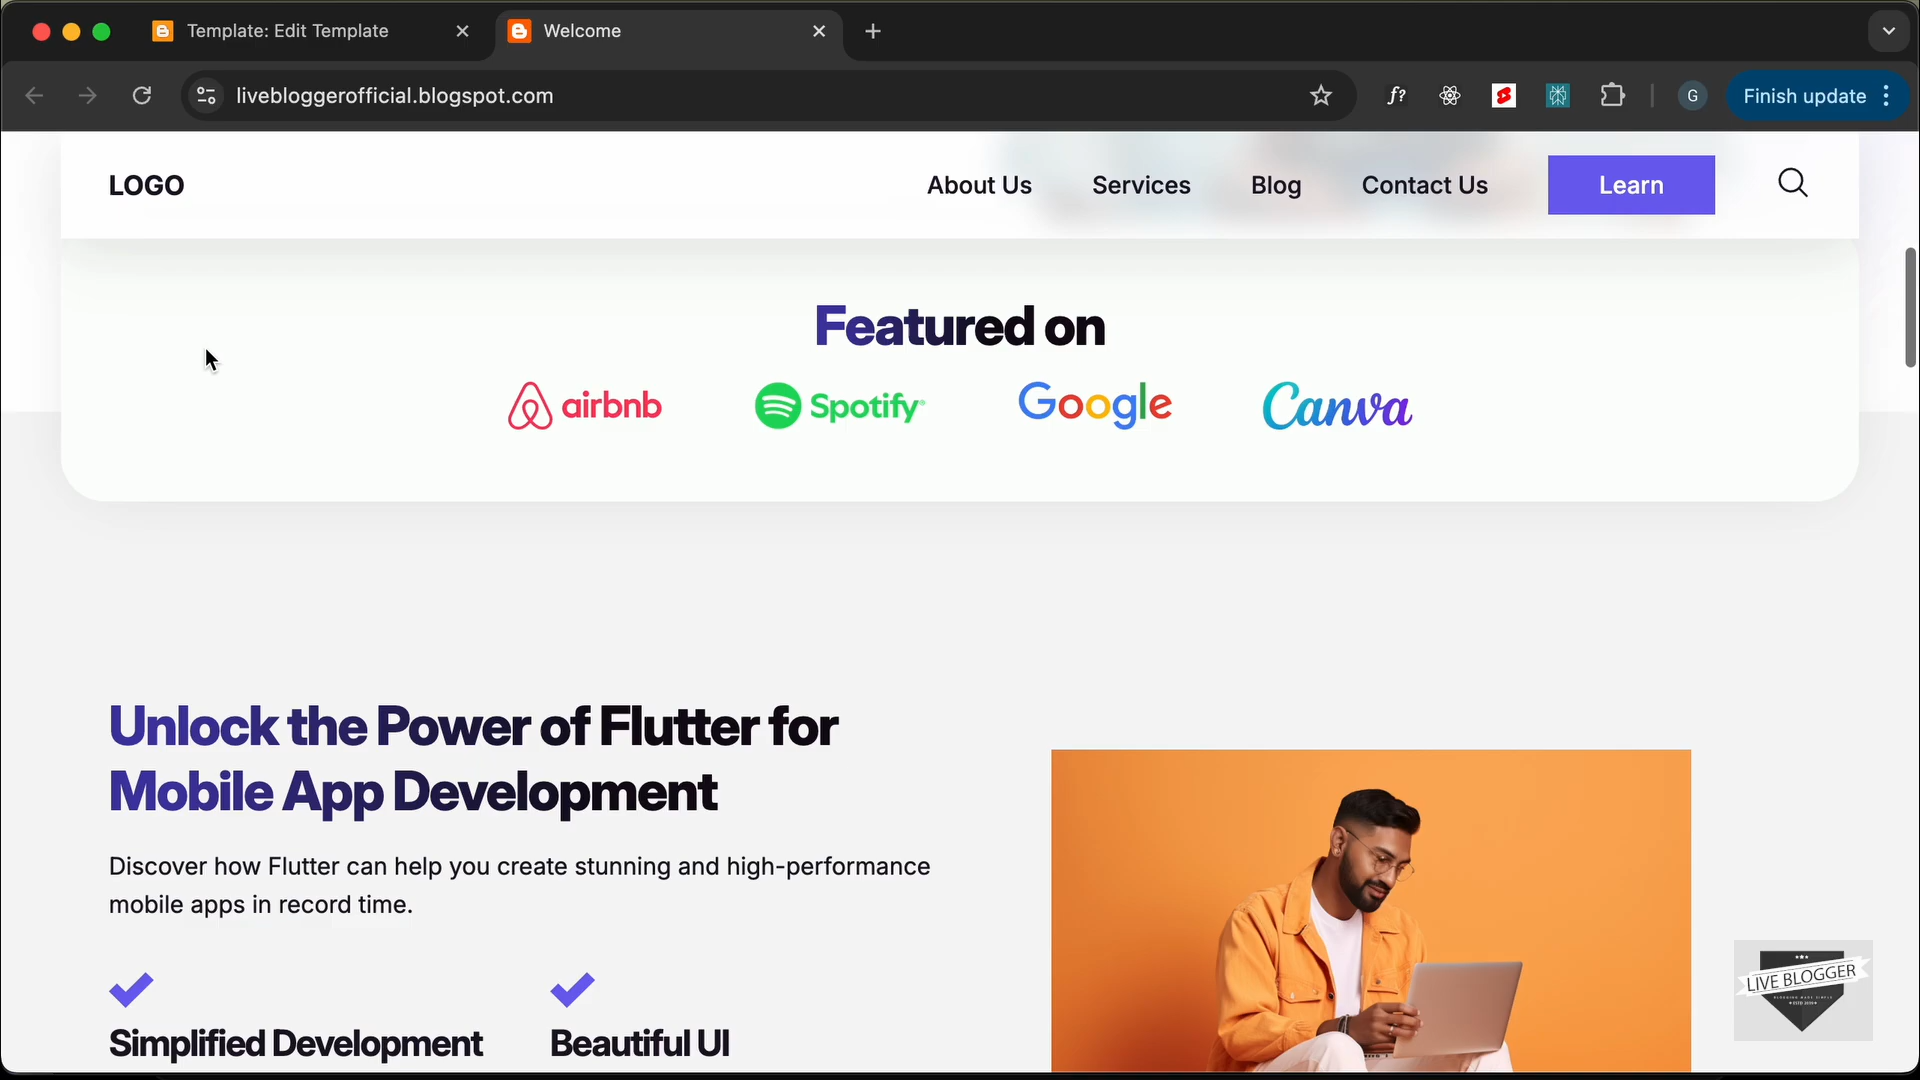 Template: Edit Template
Welcome
livebloggerofficial.blogspot.com
f?
G
Finish update
LOGO
About Us
Services
Blog
Contact Us
Learn
Featured on
airbnb
Spotify
Google
Canva
Unlock the Power of Flutter for
Mobile App Development
Discover how Flutter can help you create stunning and high-performance
mobile apps in record time.
Simplified Development
Beautiful UI
LIVE BLOGGER